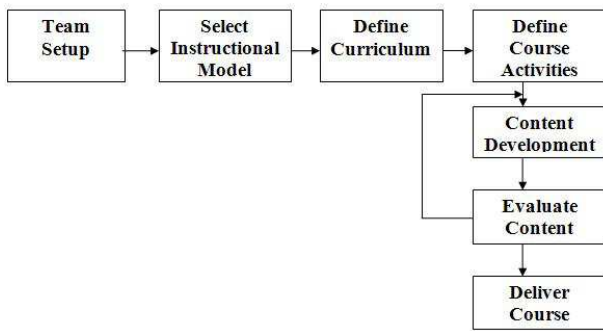 Team
Setup
Select
Instructional
Model
Define
Curriculum
Define
Course
Activities
Content
Development
Evaluate
Content
Deliver
Course